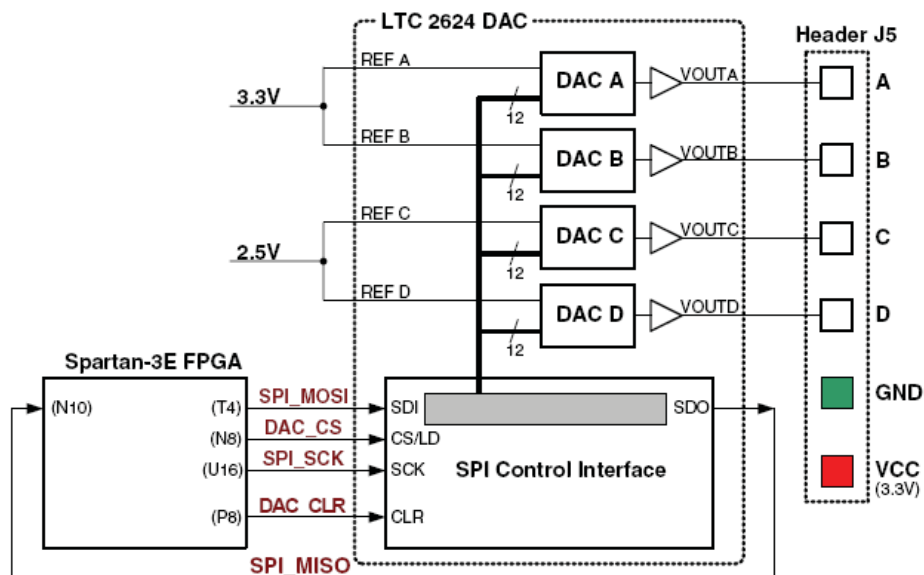 LTC 2624 DAC
Header J5
REF A
DAC A
VOUTA
A
3.3V
12
REF B
DAC B
VOUTB
B
12
REF C
DAC C
VOUTC
C
2.5V
12
REF D
DAC D
VOUTD
D
12
Spartan-3E FPGA
(N10)
(T4)
SPI_MOSI
SDI
SDO
GND
(N8)
DAC_CS
CS/LD
(U16)
SPI_SCK
SCK
SPI Control Interface
VCC
(3.3V)
(P8)
DAC_CLR
CLR
SPI_MISO